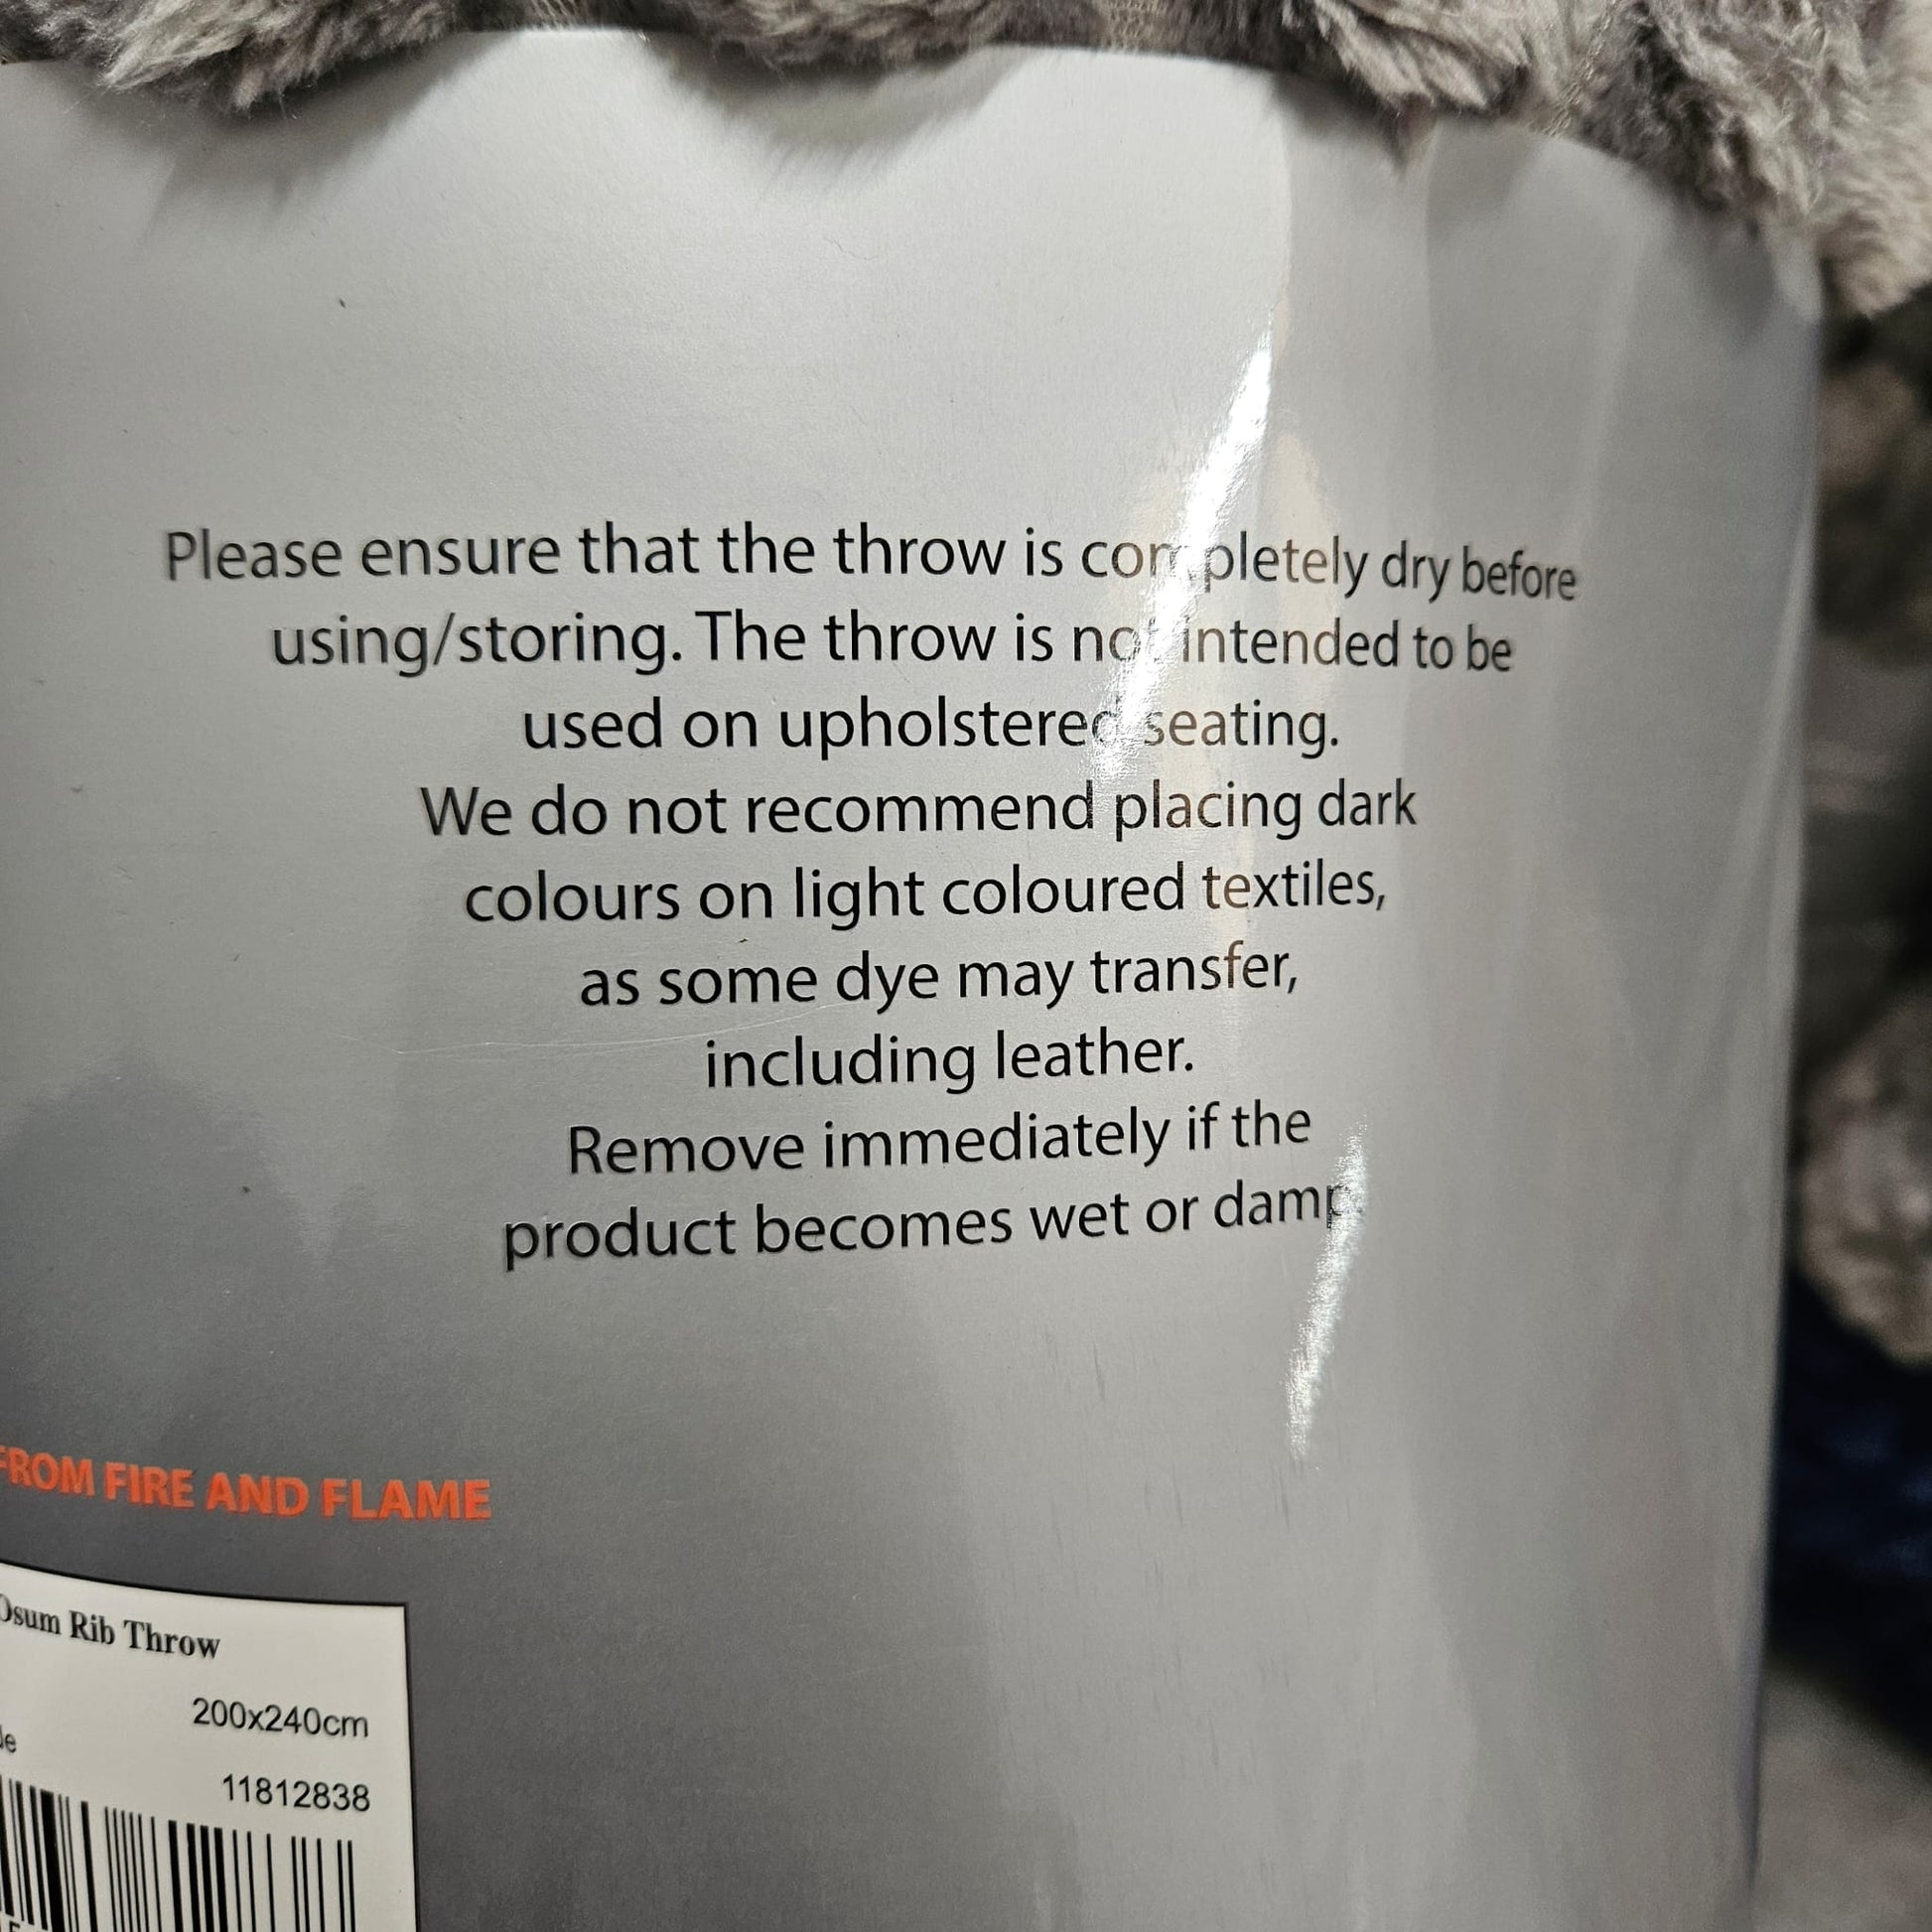 Please ensure that the throw is completely dry before
using/storing. The throw is not intended to be
used on upholstered seating.
We do not recommend placing dark
colours on light coloured textiles,
as some dye may transfer,
including leather.
Remove immediately if the
product becomes wet or damp.
FROM FIRE AND FLAME
Rib Throw
200x240cm
11812838